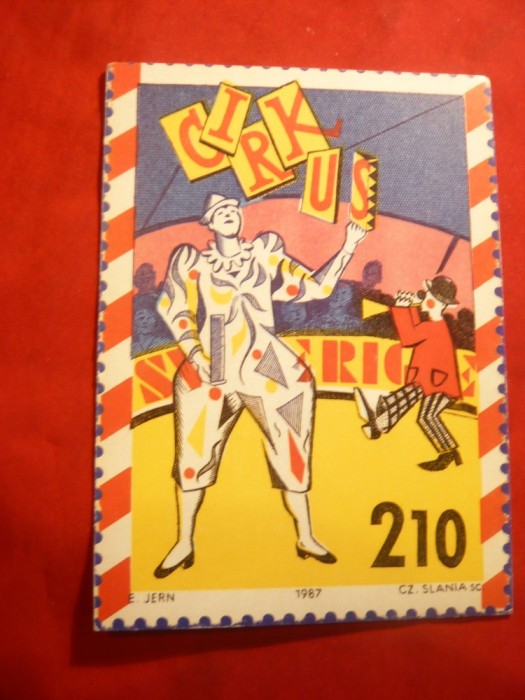 CIRKUS
SVERIGE
210
E. JERN 1987 CZ. SLANIA SC